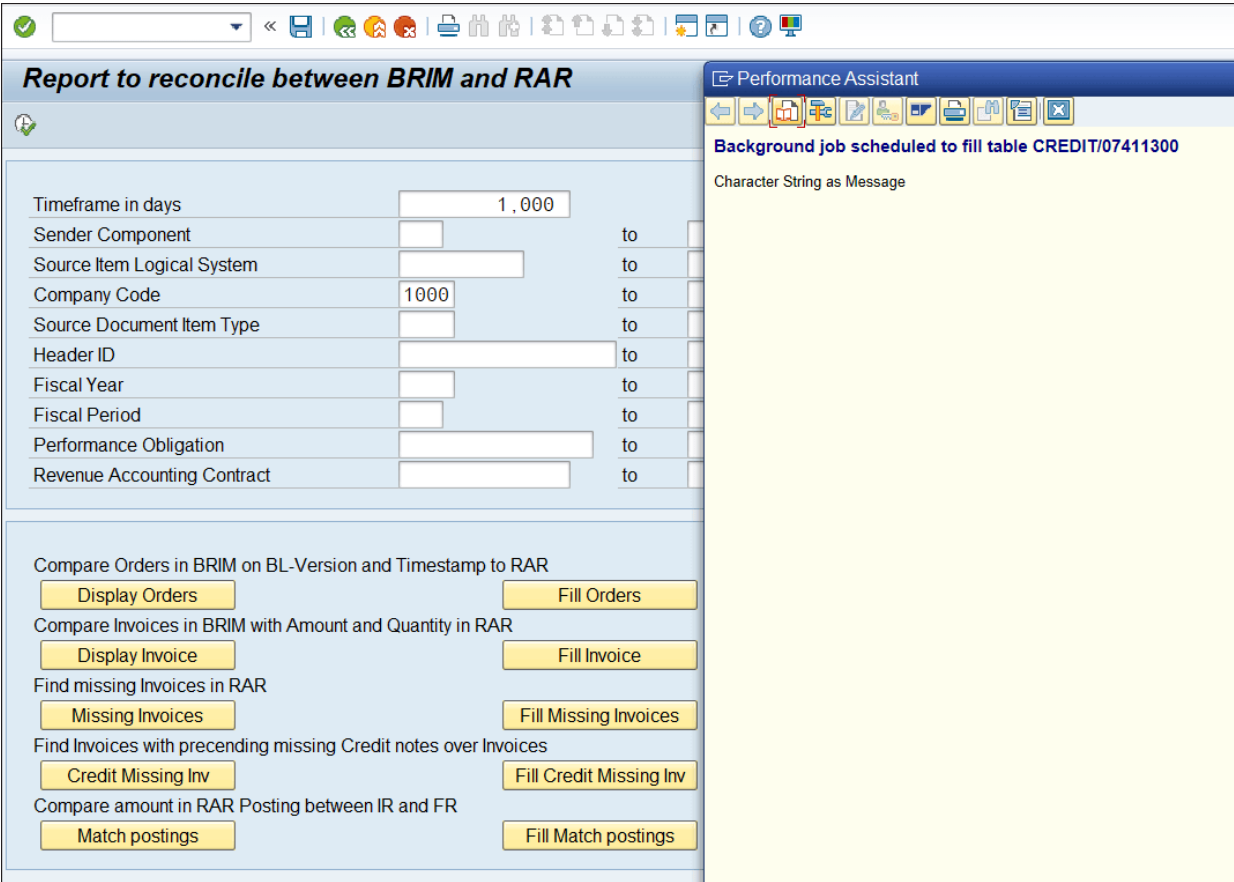 Report to reconcile between BRIM and RAR
Performance Assistant
Background job scheduled to fill table CREDIT/07411300
Character String as Message
Timeframe in days 1,000
Sender Component to
Source Item Logical System to
Company Code 1000 to
Source Document Item Type to
Header ID to
Fiscal Year to
Fiscal Period to
Performance Obligation to
Revenue Accounting Contract to
Compare Orders in BRIM on BL-Version and Timestamp to RAR
Display Orders Fill Orders
Compare Invoices in BRIM with Amount and Quantity in RAR
Display Invoice Fill Invoice
Find missing Invoices in RAR
Missing Invoices Fill Missing Invoices
Find Invoices with precending missing Credit notes over Invoices
Credit Missing Inv Fill Credit Missing Inv
Compare amount in RAR Posting between IR and FR
Match postings Fill Match postings